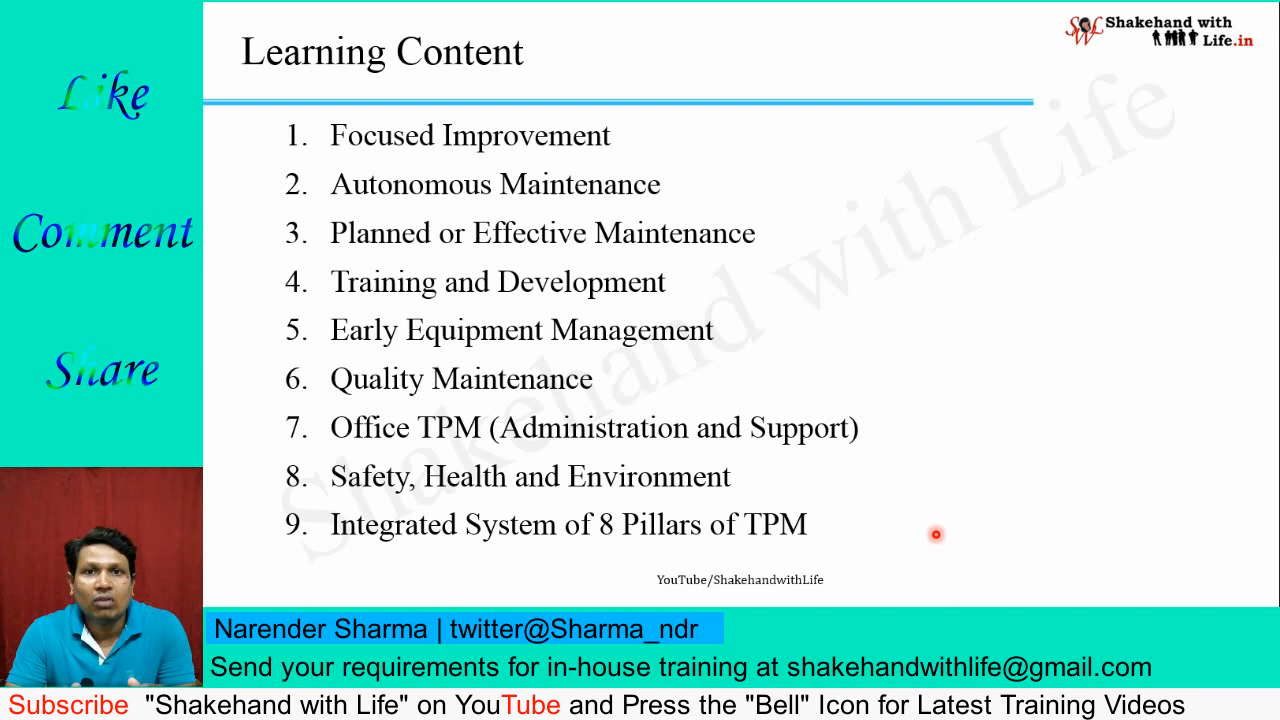 Learning Content
Shakehand with
Life.in
Like
Comment
Share
1. Focused Improvement
2. Autonomous Maintenance
3. Planned or Effective Maintenance
4. Training and Development
5. Early Equipment Management
6. Quality Maintenance
7. Office TPM (Administration and Support)
8. Safety, Health and Environment
9. Integrated System of 8 Pillars of TPM
Shakehand with Life
YouTube/ShakehandwithLife
Narender Sharma | twitter@Sharma_ndr
Send your requirements for in-house training at shakehandwithlife@gmail.com
Subscribe "Shakehand with Life" on YouTube and Press the "Bell" Icon for Latest Training Videos